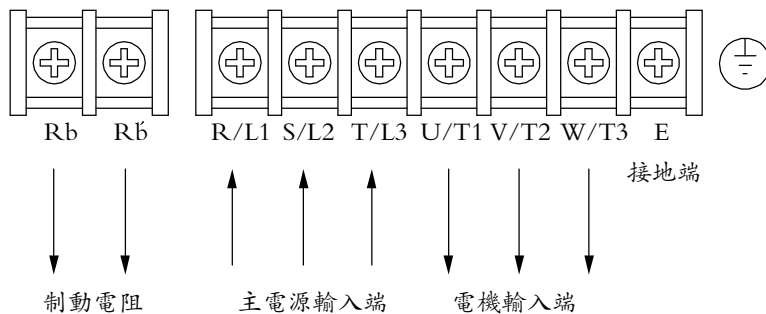 Rb Rb́ R/L1 S/L2 T/L3 U/T1 V/T2 W/T3 E
接地端
制動電阻 主電源輸入端 電機輸入端